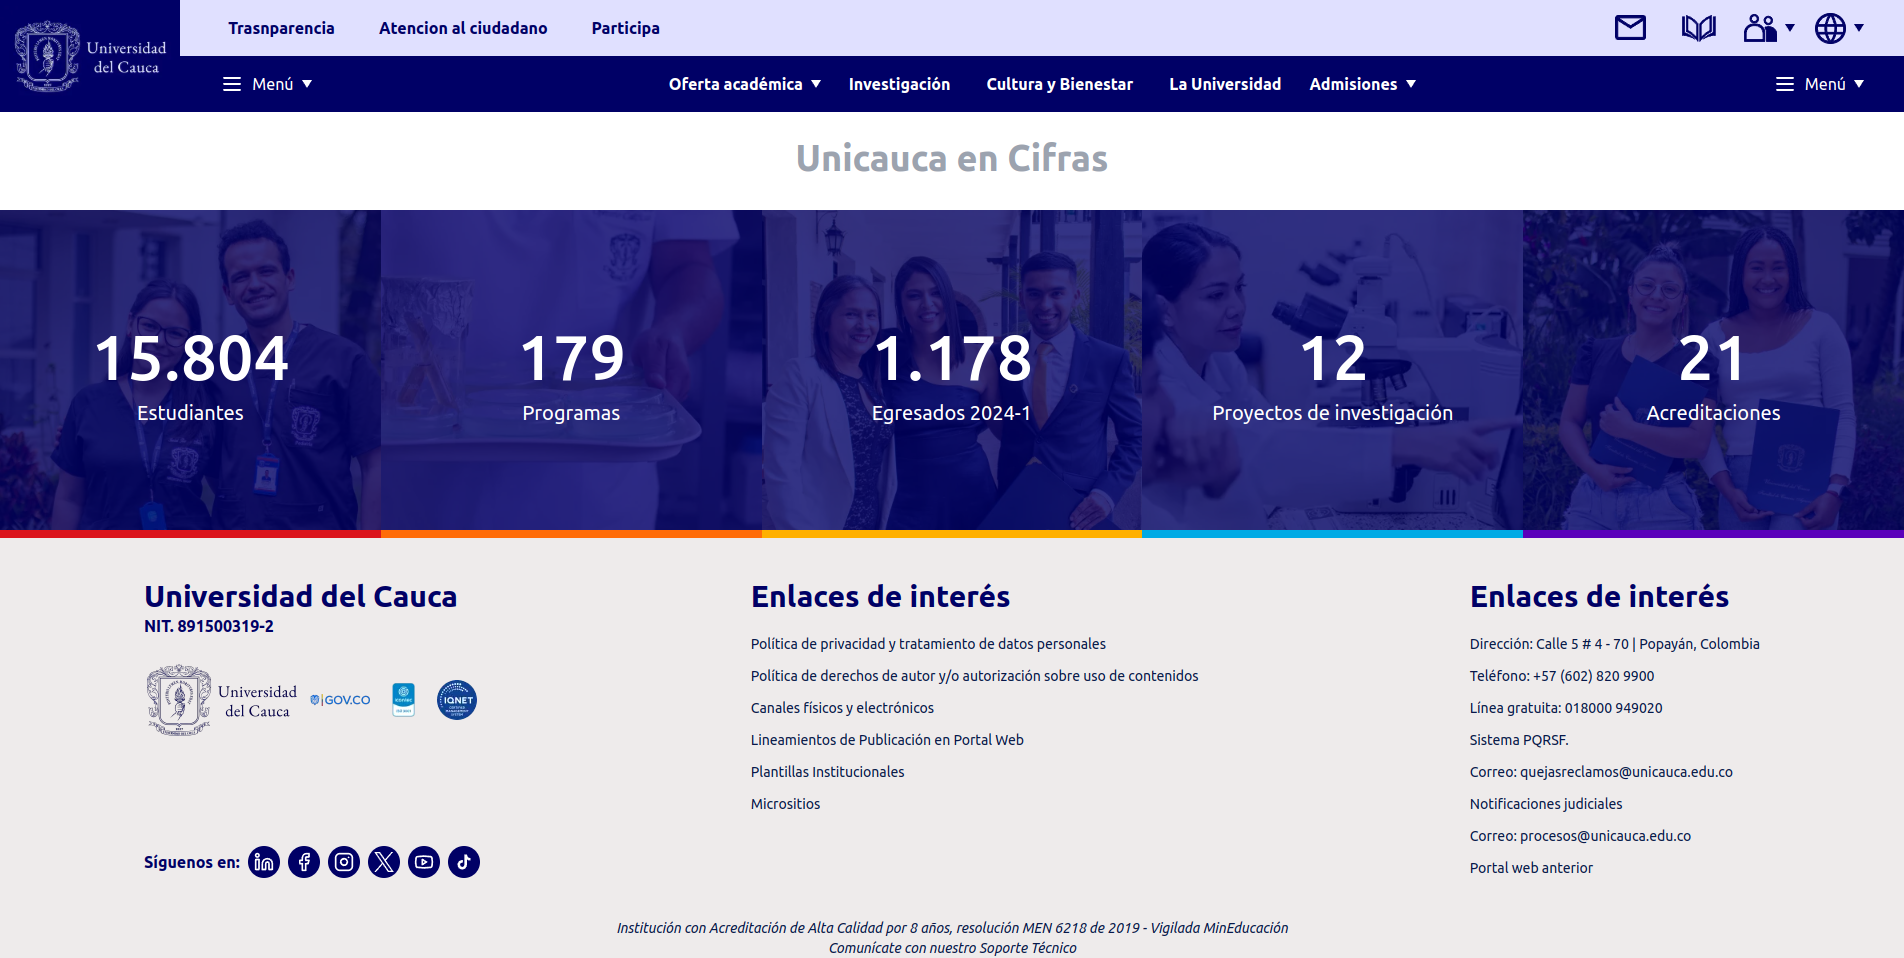 Universidad
del Cauca
Trasnparencia
Atencion al ciudadano
Participa
Menú
Oferta académica
Investigación
Cultura y Bienestar
La Universidad
Admisiones
Menú
Unicauca en Cifras
15.804
Estudiantes
179
Programas
1.178
Egresados 2024-1
12
Proyectos de investigación
21
Acreditaciones
Universidad del Cauca
NIT. 891500319-2
Universidad
del Cauca
GOV.CO
IQNET
Síguenos en:
Enlaces de interés
Política de privacidad y tratamiento de datos personales
Política de derechos de autor y/o autorización sobre uso de contenidos
Canales físicos y electrónicos
Lineamientos de Publicación en Portal Web
Plantillas Institucionales
Micrositios
Enlaces de interés
Dirección: Calle 5 # 4 - 70 | Popayán, Colombia
Teléfono: +57 (602) 820 9900
Línea gratuita: 018000 949020
Sistema PQRSF.
Correo: quejasreclamos@unicauca.edu.co
Notificaciones judiciales
Correo: procesos@unicauca.edu.co
Portal web anterior
Institución con Acreditación de Alta Calidad por 8 años, resolución MEN 6218 de 2019 - Vigilada MinEducación
Comunícate con nuestro Soporte Técnico